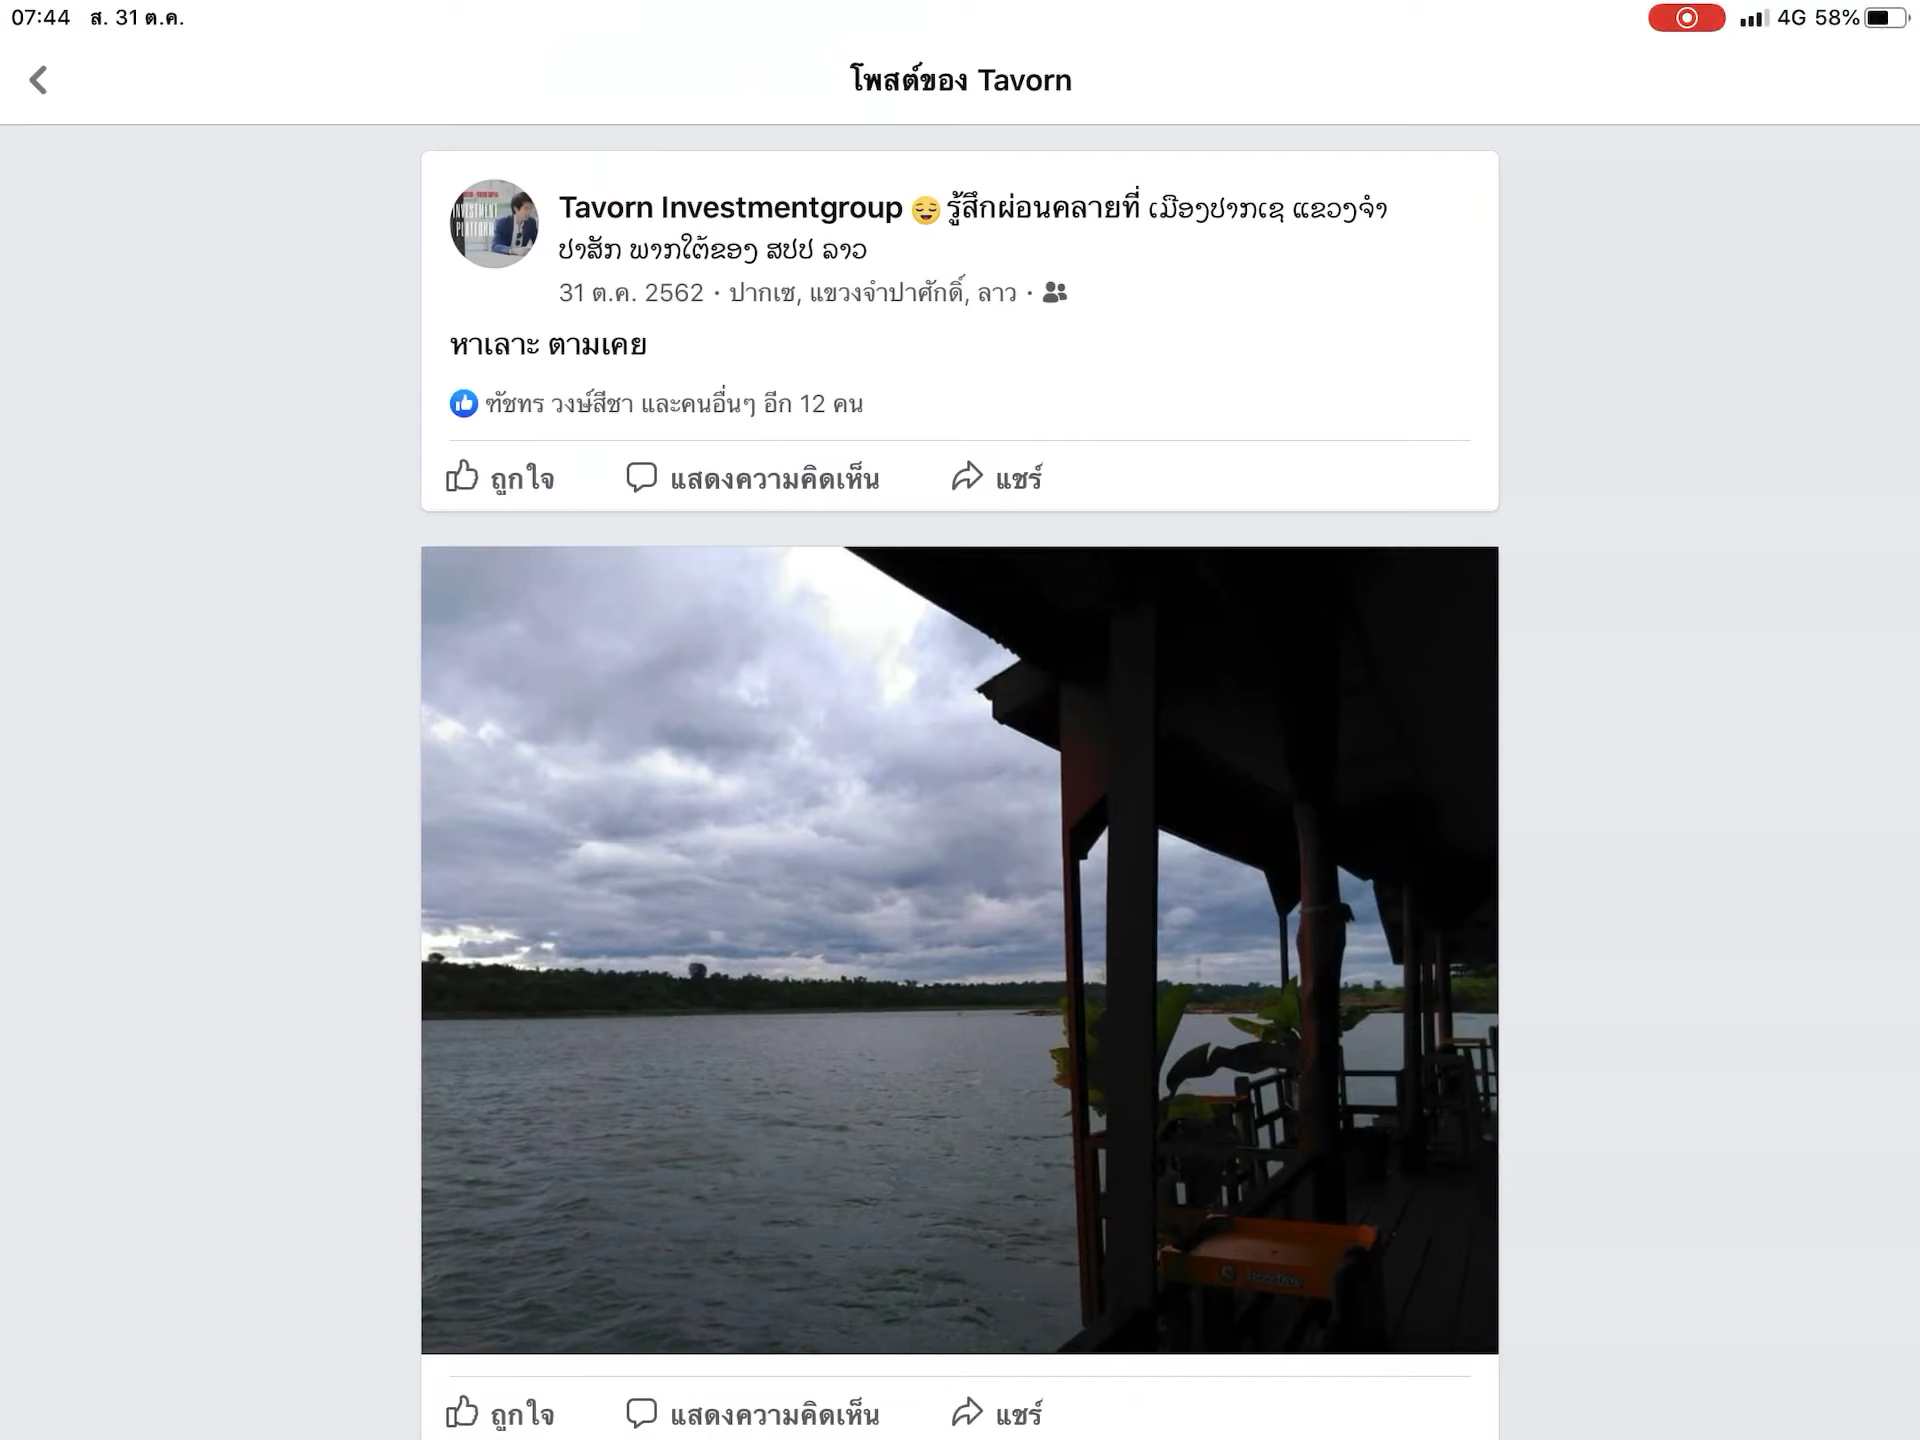 07:44 ส. 31 ต.ค.
4G 58%
โพสต์ของ Tavorn
INVESTMENT
PLATFORM
Tavorn Investmentgroup 😌 รู้สึกผ่อนคลายที่ ເມືອງປາກເຊ ແຂວງຈຳ
ປາສັກ ພາກໃຕ້ຂອງ ສປປ ລາວ
31 ต.ค. 2562 · ปากเซ, แขวงจำปาศักดิ์, ลาว ·
หาเลาะ ตามเคย
ฑัชทร วงษ์สีชา และคนอื่นๆ อีก 12 คน
ถูกใจ แสดงความคิดเห็น แชร์
ถูกใจ แสดงความคิดเห็น แชร์